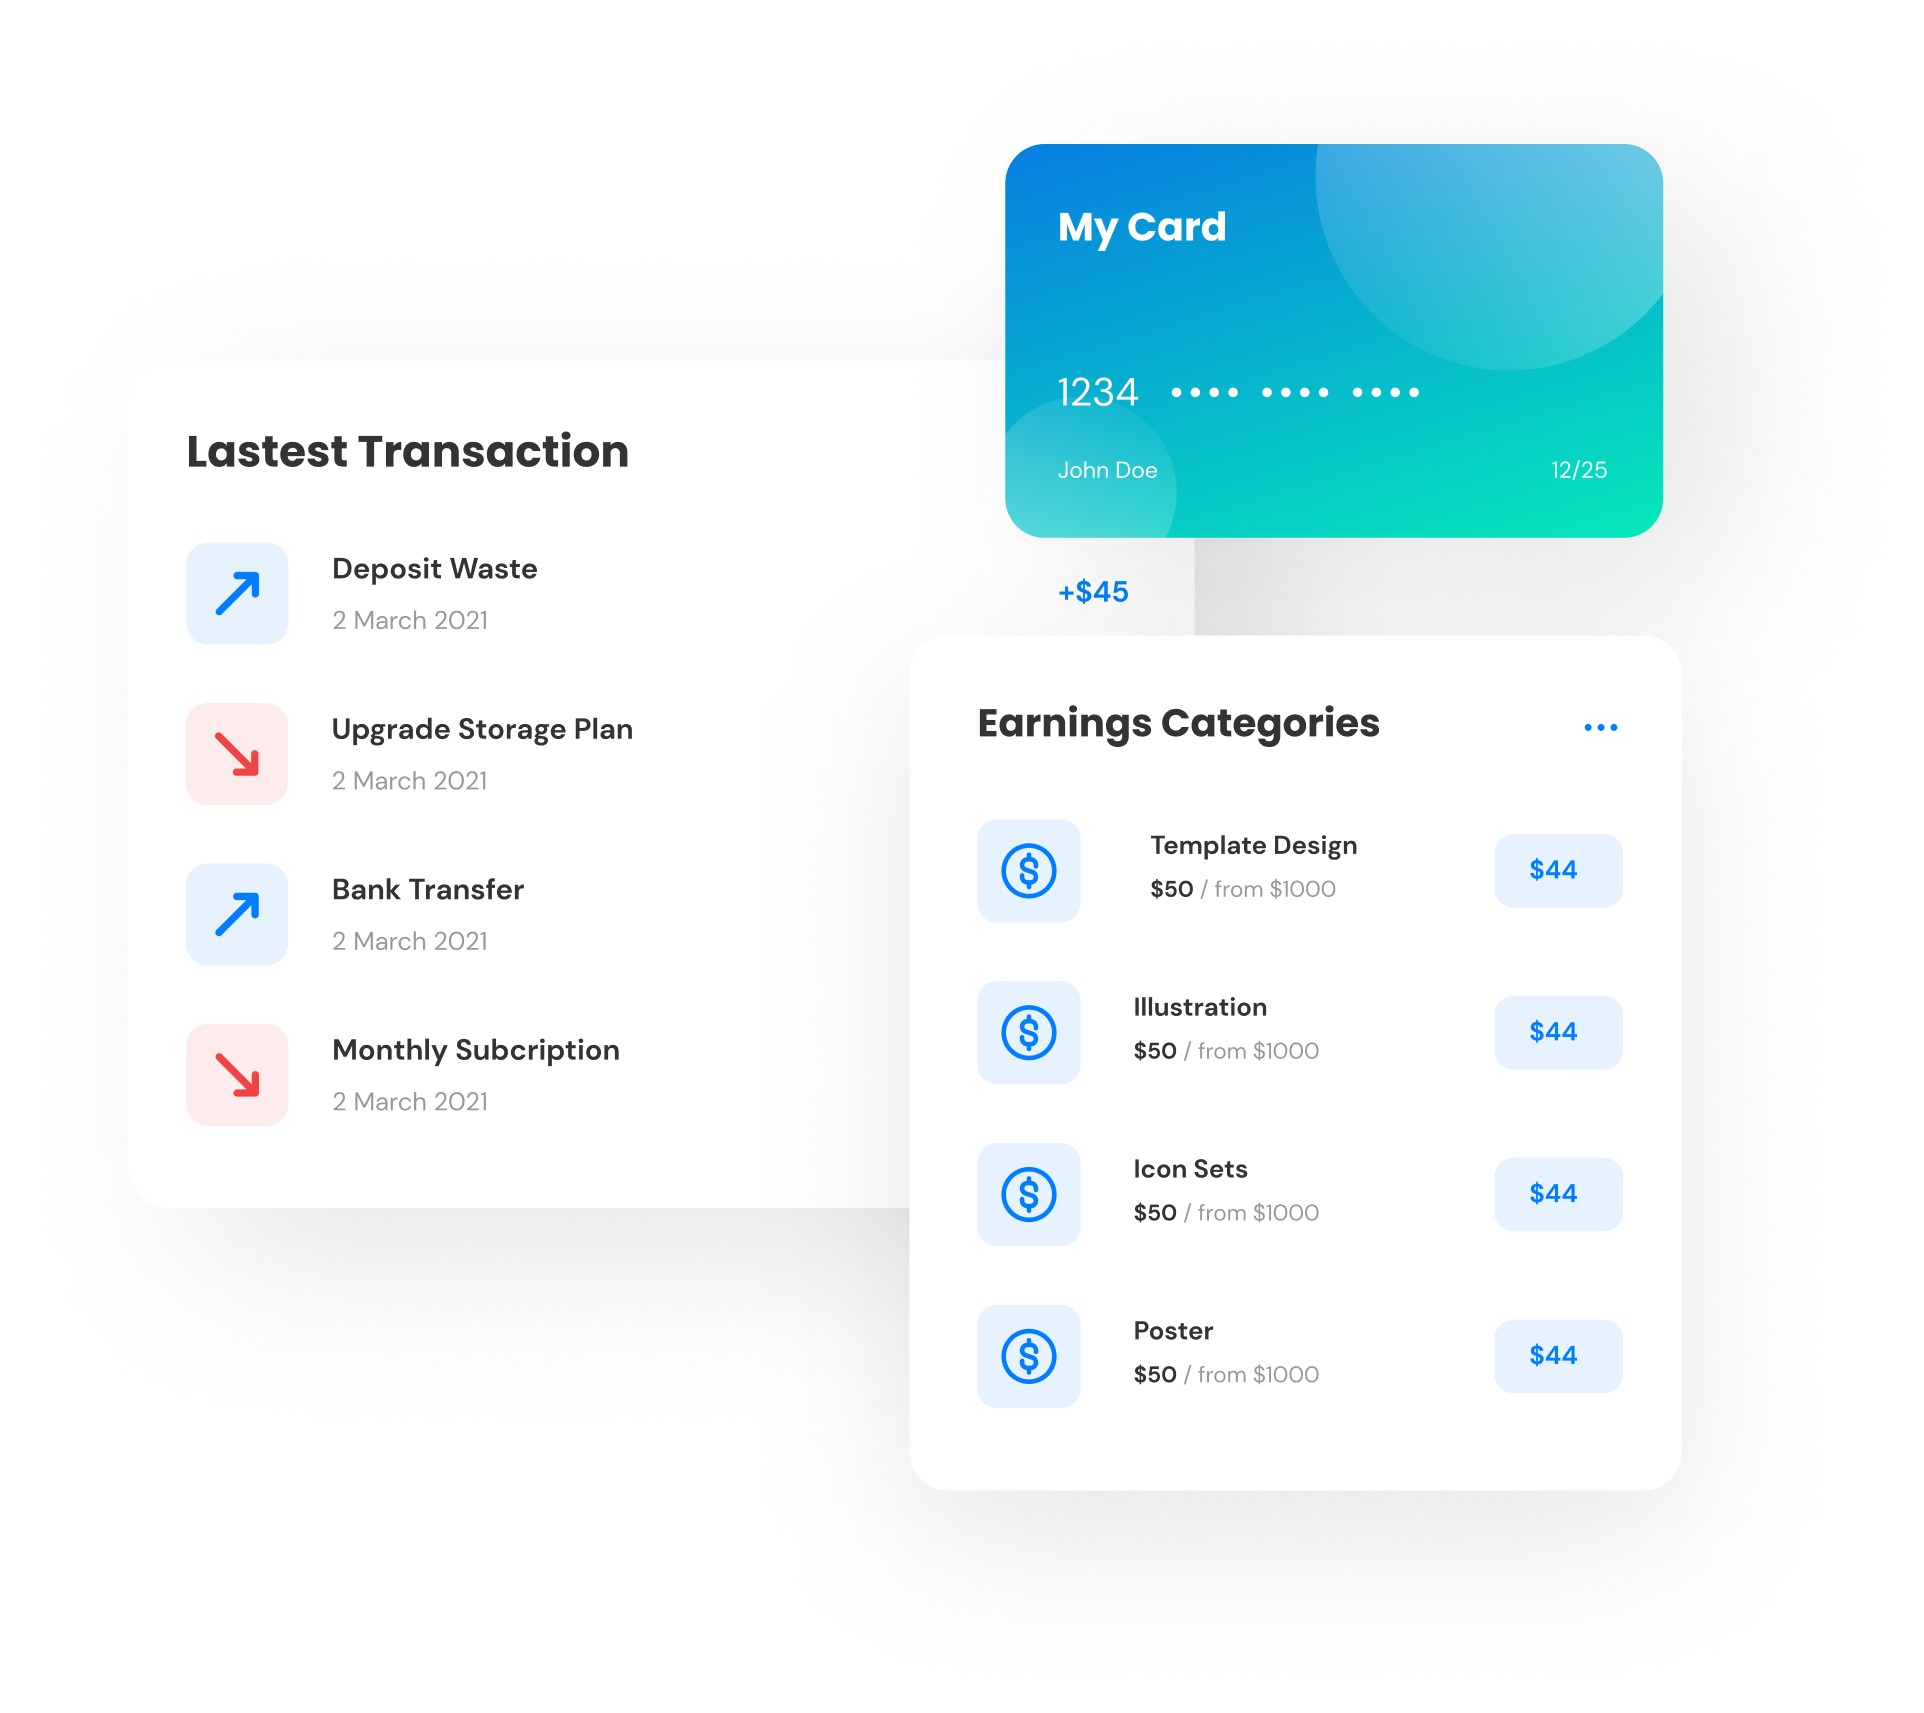 My Card
1234 •••• •••• ••••
John Doe
12/25
Lastest Transaction
Deposit Waste
2 March 2021
+$45
Upgrade Storage Plan
2 March 2021
Bank Transfer
2 March 2021
Monthly Subcription
2 March 2021
Earnings Categories
Template Design
$50 / from $1000
$44
Illustration
$50 / from $1000
$44
Icon Sets
$50 / from $1000
$44
Poster
$50 / from $1000
$44